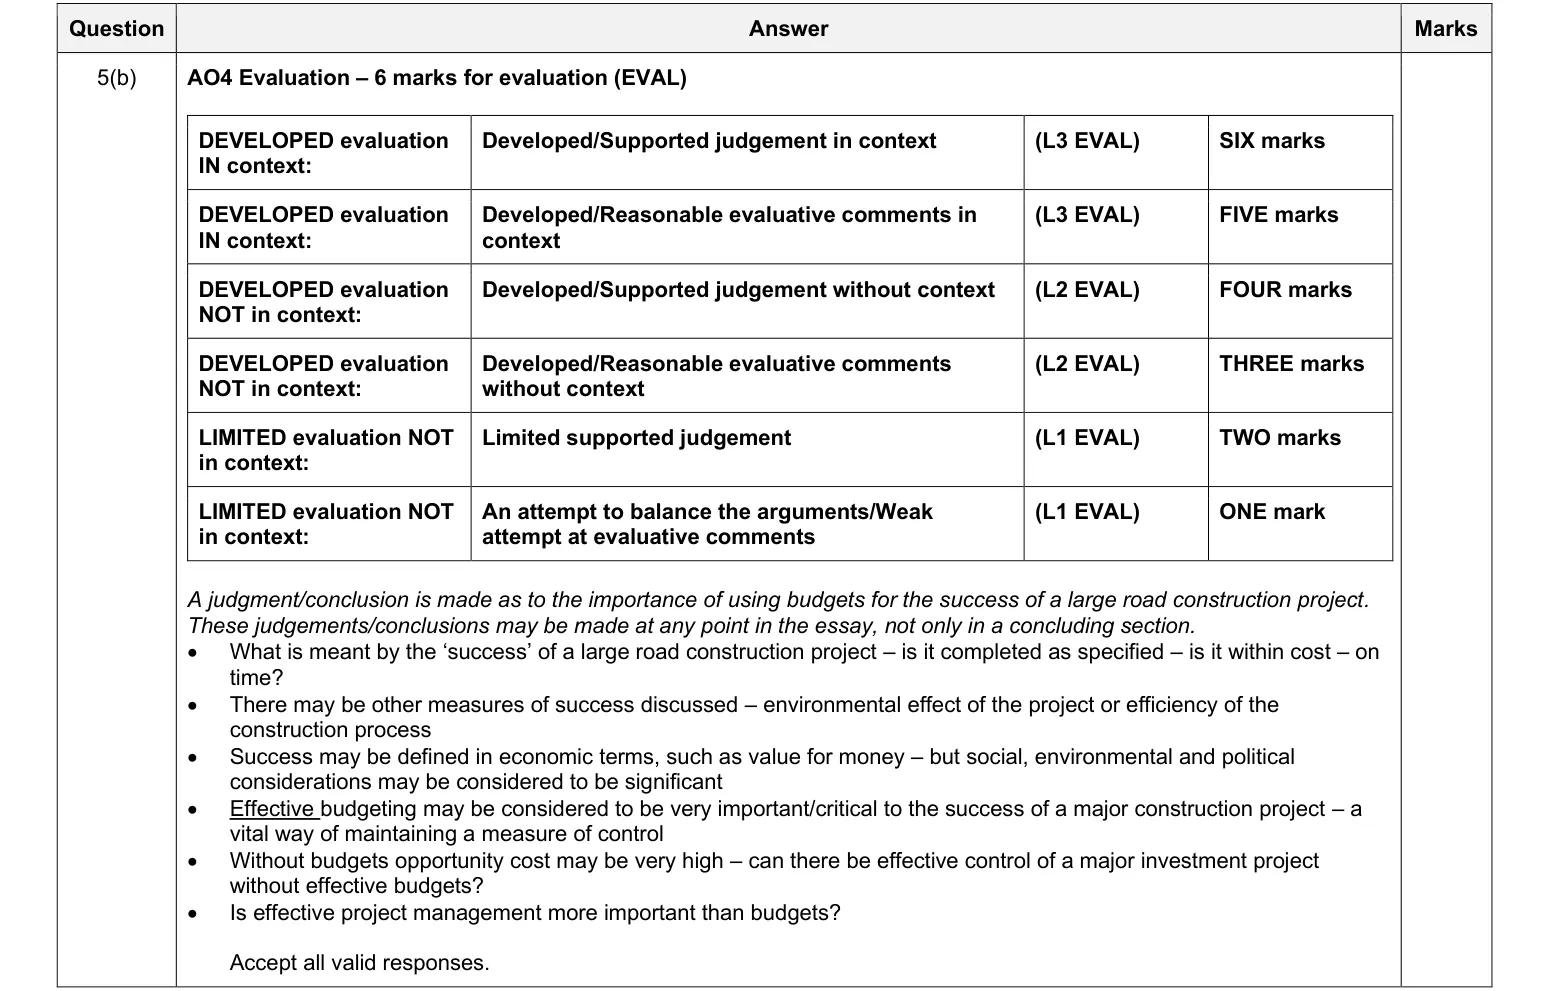 Question Answer Marks
5(b) AO4 Evaluation – 6 marks for evaluation (EVAL)
DEVELOPED evaluation Developed/Supported judgement in context (L3 EVAL) SIX marks
IN context:
DEVELOPED evaluation Developed/Reasonable evaluative comments in (L3 EVAL) FIVE marks
IN context: context
DEVELOPED evaluation Developed/Supported judgement without context (L2 EVAL) FOUR marks
NOT in context:
DEVELOPED evaluation Developed/Reasonable evaluative comments (L2 EVAL) THREE marks
NOT in context: without context
LIMITED evaluation NOT Limited supported judgement (L1 EVAL) TWO marks
in context:
LIMITED evaluation NOT An attempt to balance the arguments/Weak (L1 EVAL) ONE mark
in context: attempt at evaluative comments
A judgment/conclusion is made as to the importance of using budgets for the success of a large road construction project.
These judgements/conclusions may be made at any point in the essay, not only in a concluding section.
• What is meant by the ‘success’ of a large road construction project – is it completed as specified – is it within cost – on
time?
• There may be other measures of success discussed – environmental effect of the project or efficiency of the
construction process
• Success may be defined in economic terms, such as value for money – but social, environmental and political
considerations may be considered to be significant
• Effective budgeting may be considered to be very important/critical to the success of a major construction project – a
vital way of maintaining a measure of control
• Without budgets opportunity cost may be very high – can there be effective control of a major investment project
without effective budgets?
• Is effective project management more important than budgets?
Accept all valid responses.